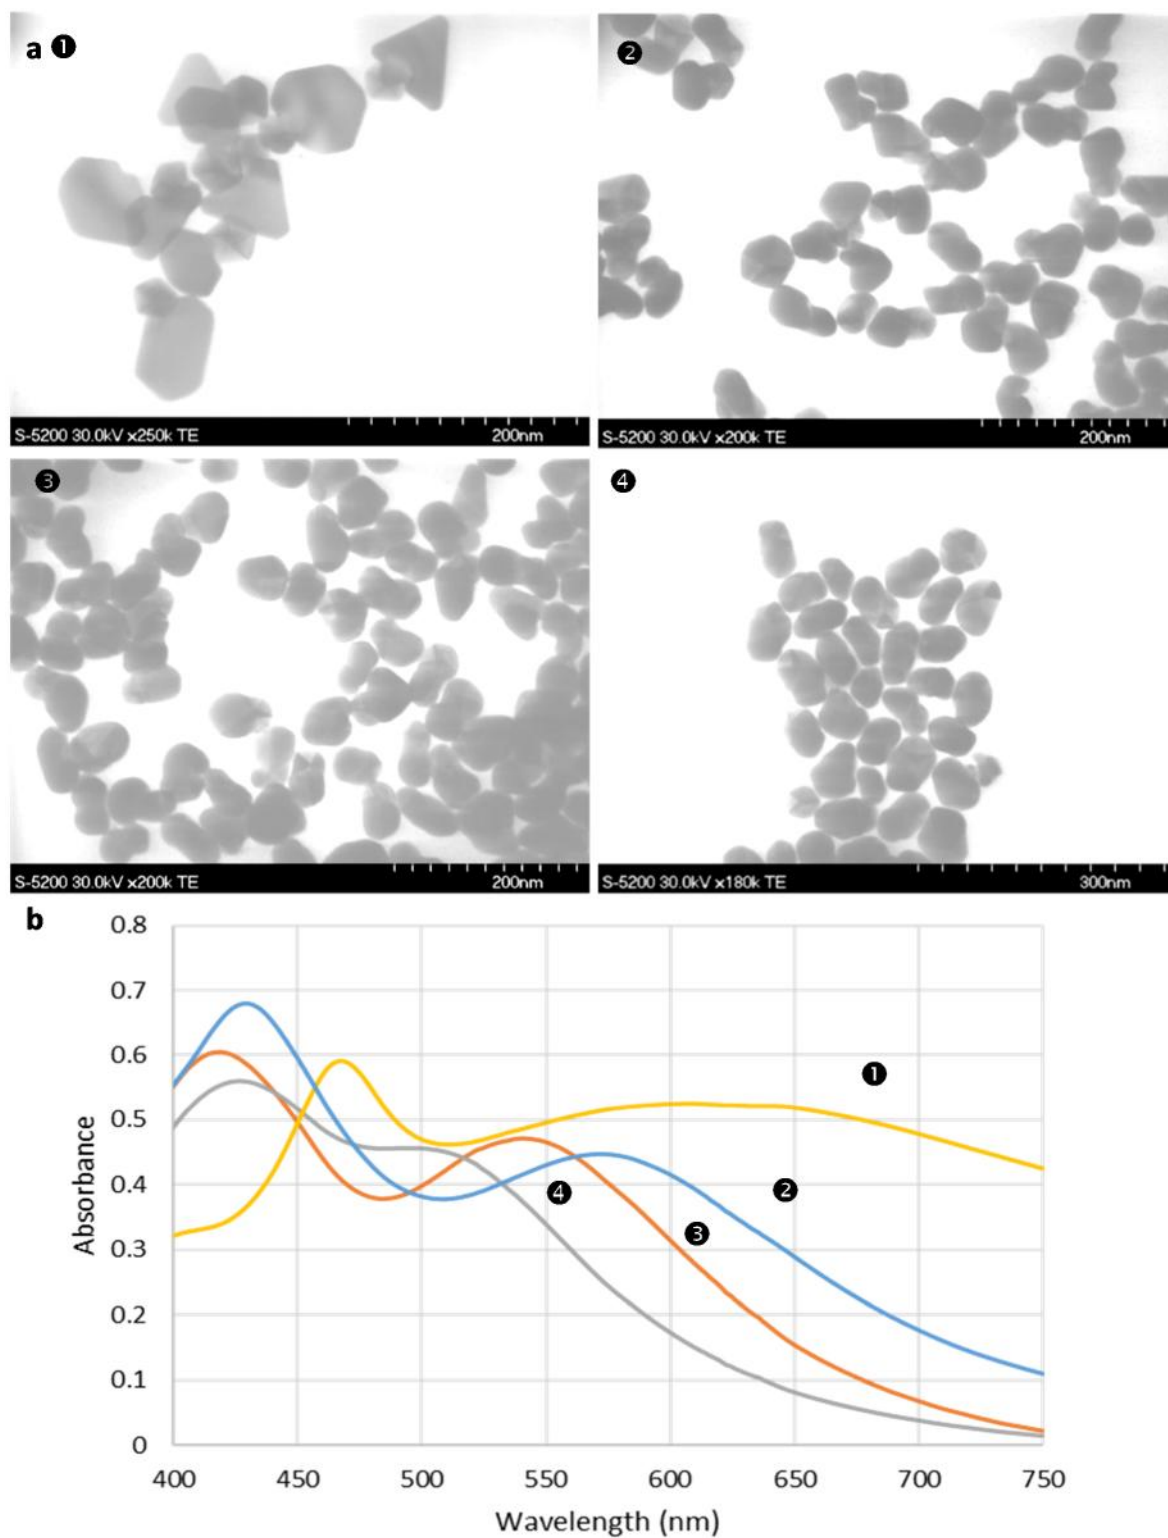 a ❶
❷
S-5200 30.0kV x250k TE 200nm
S-5200 30.0kV x200k TE 200nm
❸
❹
S-5200 30.0kV x200k TE 200nm
S-5200 30.0kV x180k TE 300nm
b
0.8
0.7
0.6
0.5
0.4
0.3
0.2
0.1
0
Absorbance
❶
❷
❹
❸
400 450 500 550 600 650 700 750
Wavelength (nm)